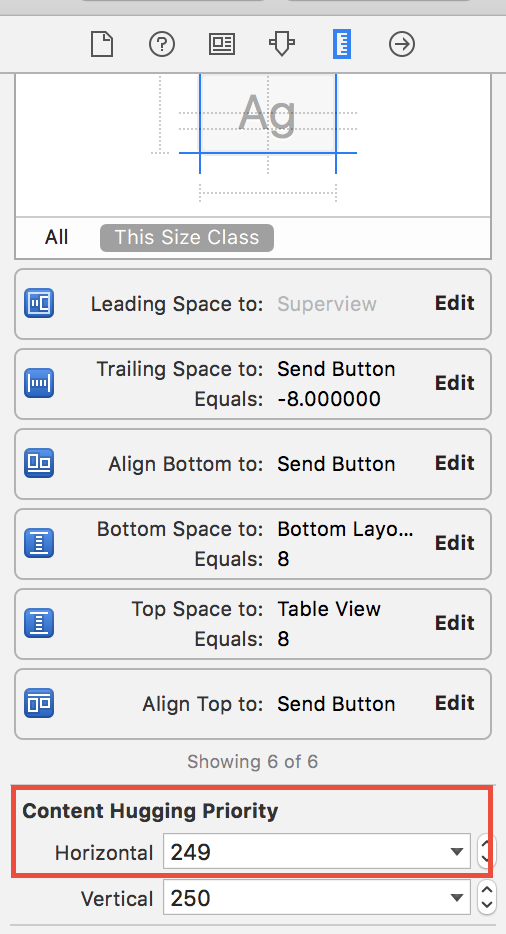 Ag
All This Size Class
Leading Space to: Superview Edit
Trailing Space to: Send Button
Equals: -8.000000 Edit
Align Bottom to: Send Button Edit
Bottom Space to: Bottom Layo...
Equals: 8 Edit
Top Space to: Table View
Equals: 8 Edit
Align Top to: Send Button Edit
Showing 6 of 6
Content Hugging Priority
Horizontal 249
Vertical 250